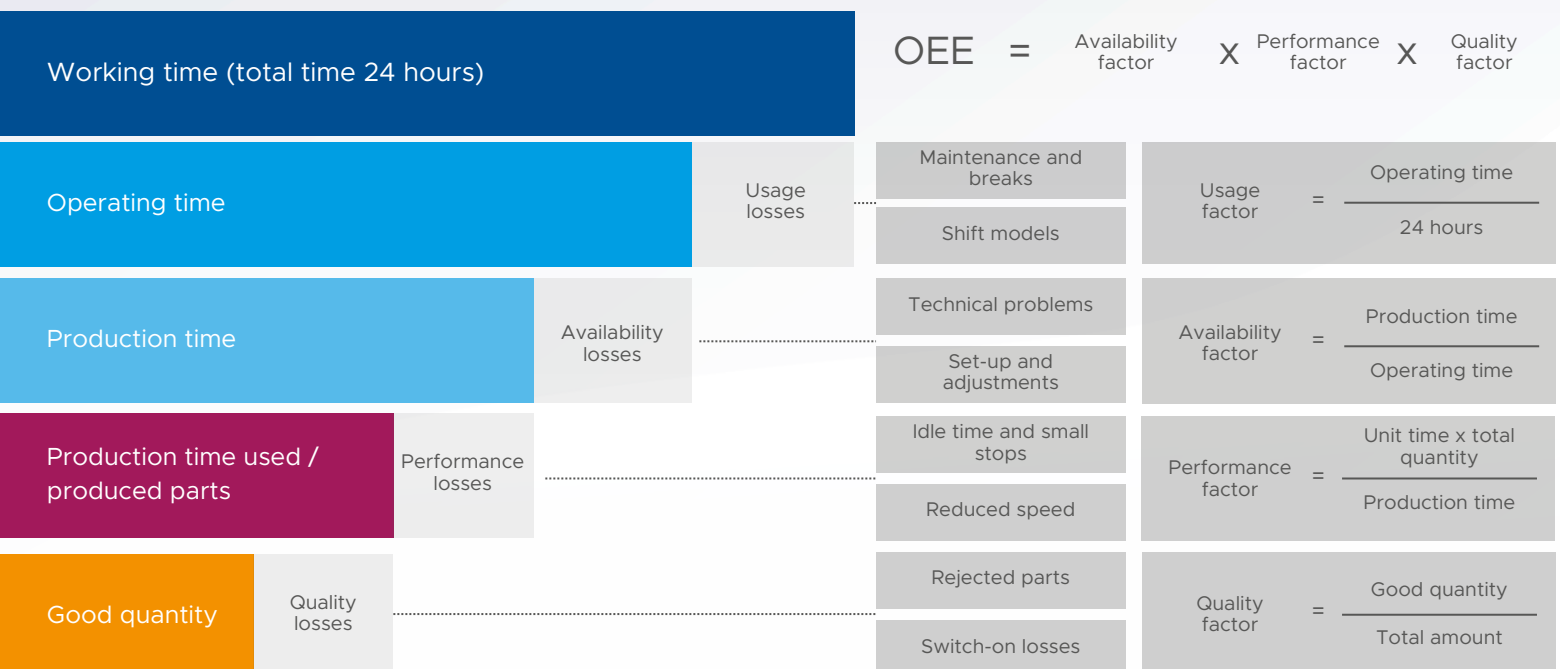 Working time (total time 24 hours)
OEE = Availability factor X Performance factor X Quality factor
Operating time
Usage
losses
Maintenance and
breaks
Shift models
Usage
factor
=
Operating time
24 hours
Production time
Availability
losses
Technical problems
Set-up and
adjustments
Availability
factor
=
Production time
Operating time
Production time used /
produced parts
Performance
losses
Idle time and small
stops
Reduced speed
Performance
factor
=
Unit time x total
quantity
Production time
Good quantity
Quality
losses
Rejected parts
Switch-on losses
Quality
factor
=
Good quantity
Total amount